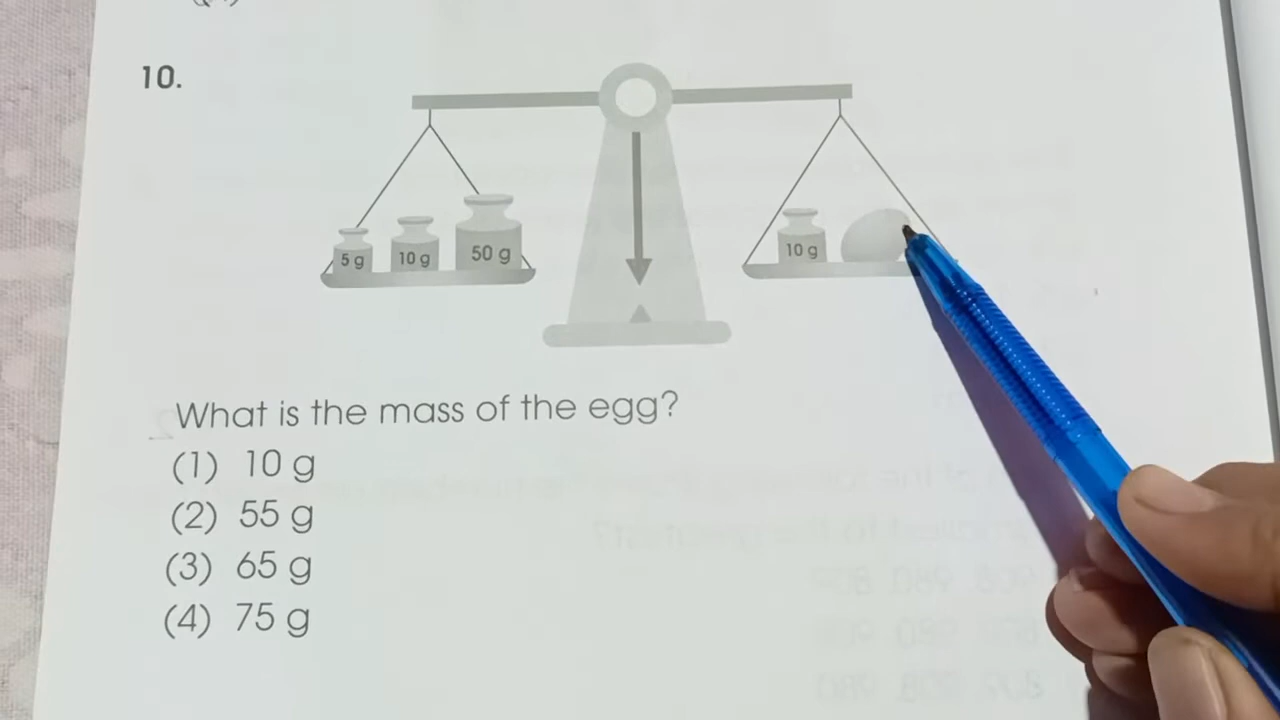 10.
5 g 10 g 50 g 10 g
What is the mass of the egg?
(1) 10 g
(2) 55 g
(3) 65 g
(4) 75 g